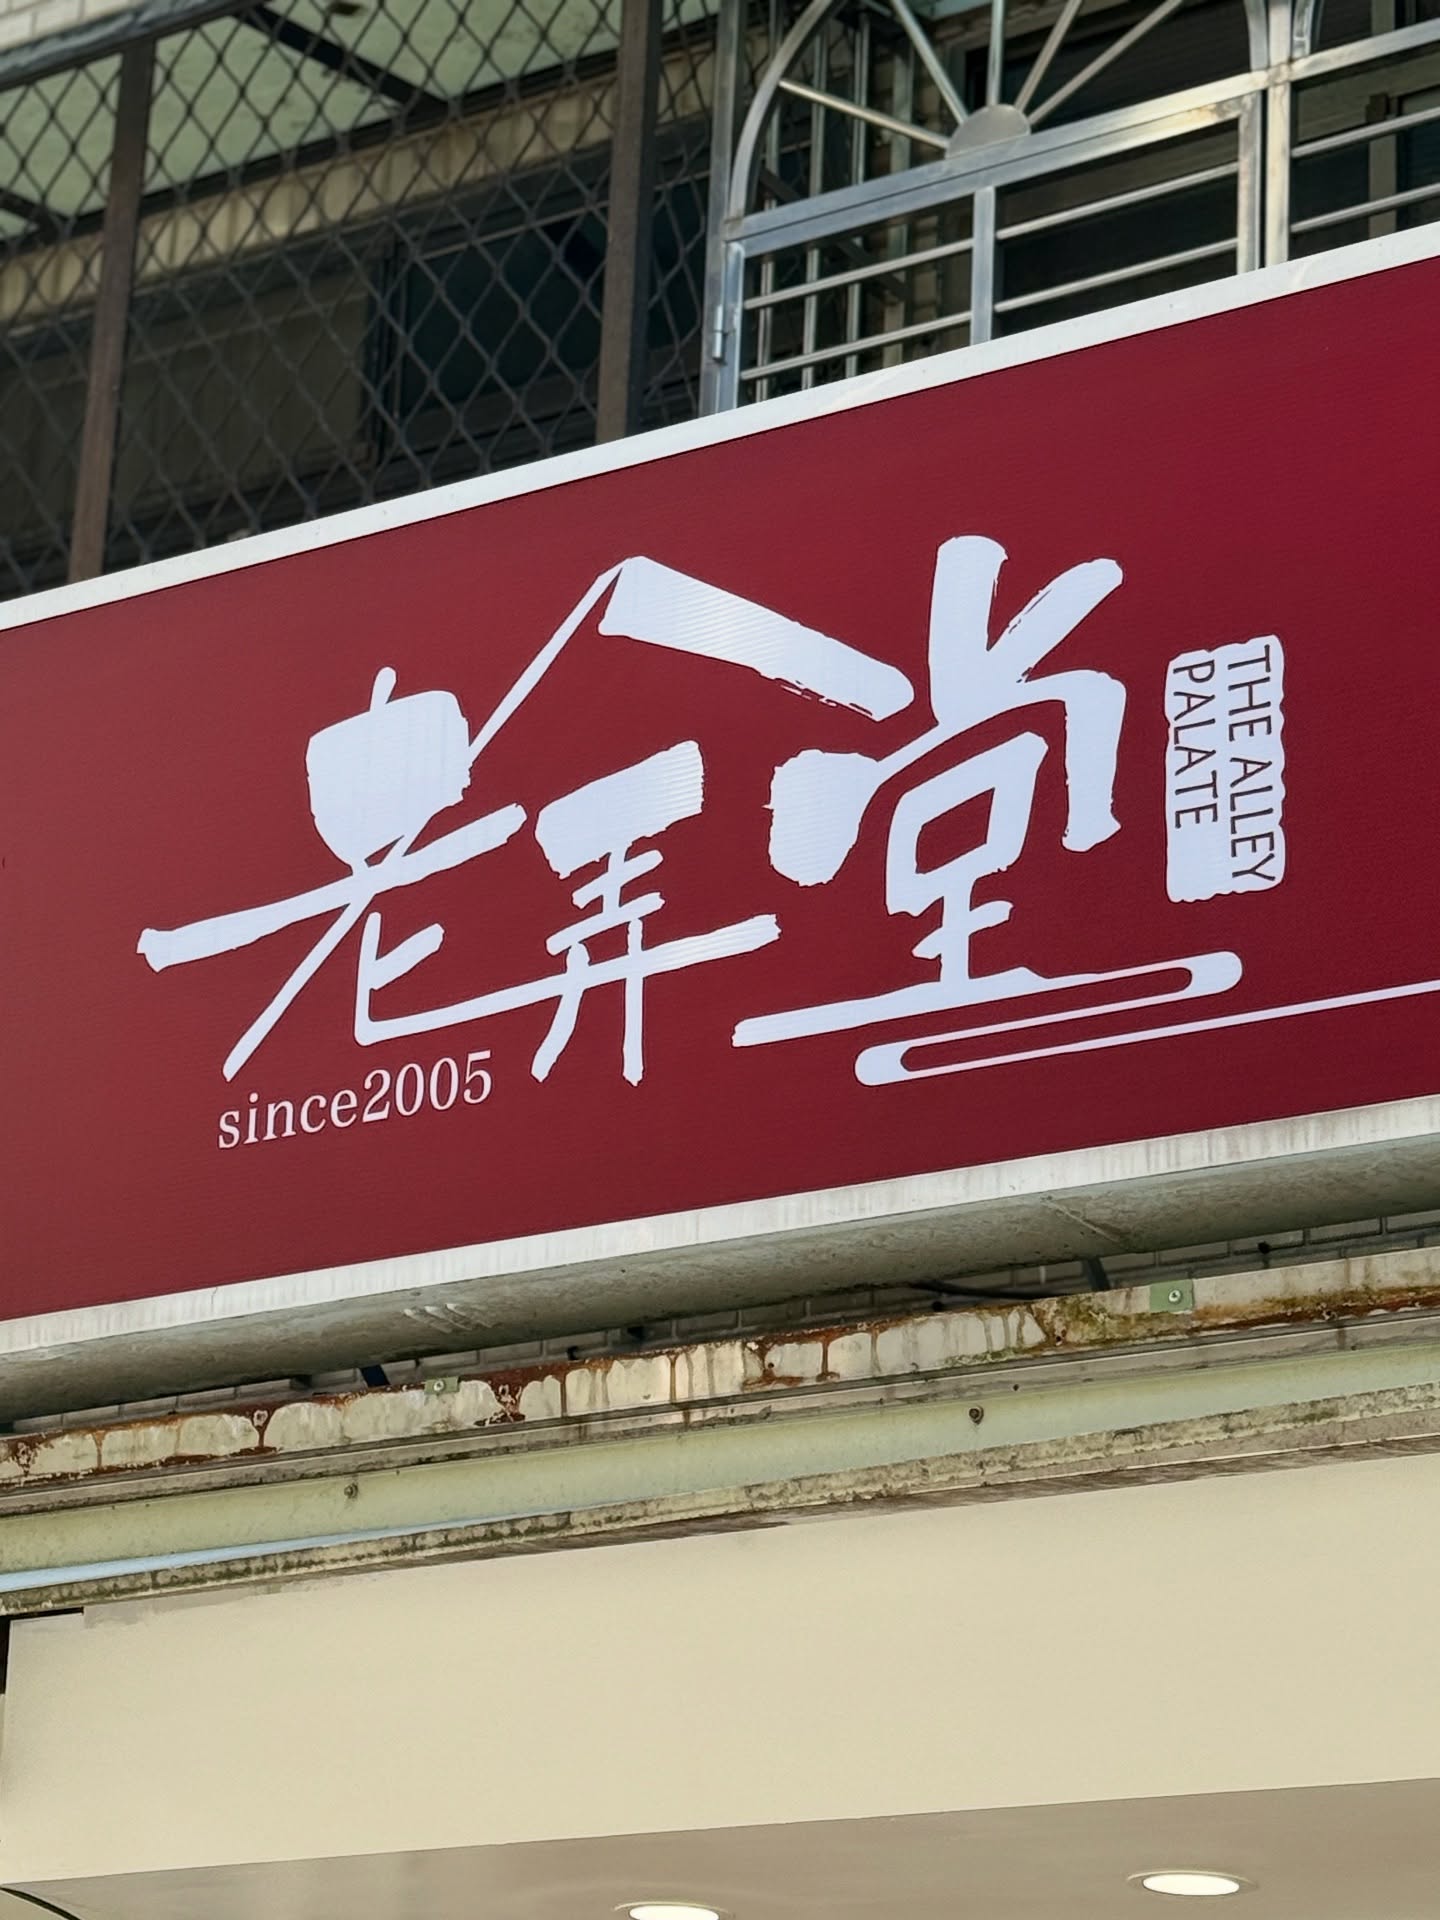 老弄堂
THE ALLEY
PALATE
since2005